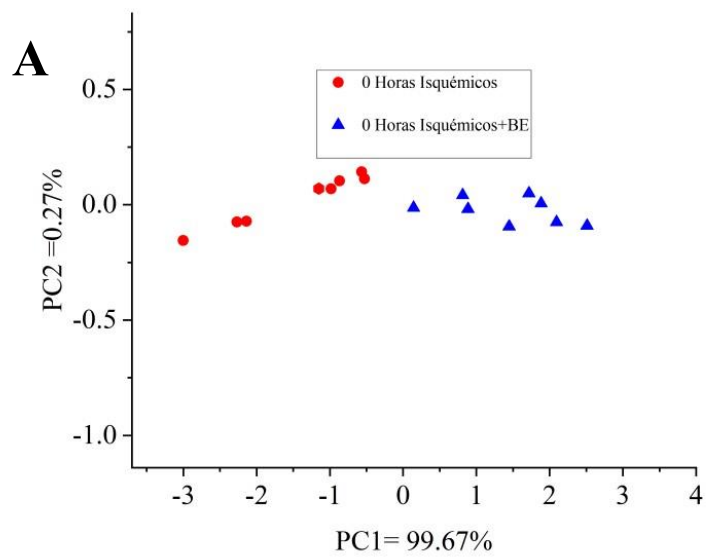 A
0 Horas Isquémicos
0 Horas Isquémicos+BE
0.5
0.0
-0.5
-1.0
PC2 =0.27%
-3 -2 -1 0 1 2 3 4
PC1= 99.67%